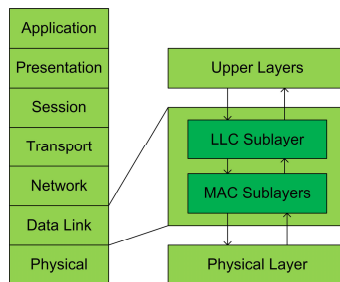 Application
Presentation
Session
Transport
Network
Data Link
Physical
Upper Layers
LLC Sublayer
MAC Sublayers
Physical Layer